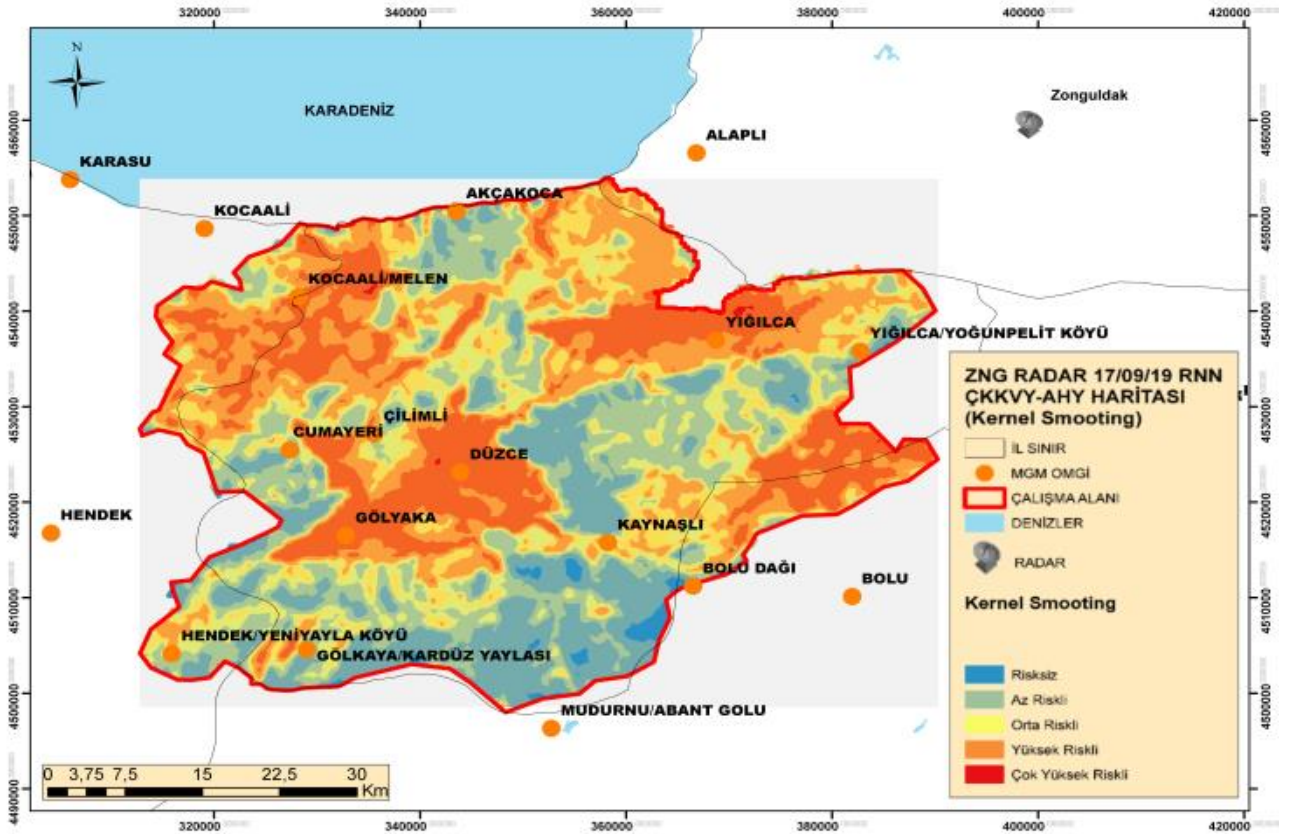 320000 340000 360000 380000 400000 420000
N
KARADENİZ
Zonguldak
4560000
4560000
ALAPLI
KARASU
AKÇAKOCA
KOCAALİ
4550000
4550000
KOCAALİ/MELEN
4540000
4540000
YIĞILCA
YIĞILCA/YOĞUNPELİT KÖYÜ
ZNG RADAR 17/09/19 RNN
ÇKKVY-AHY HARİTASI
(Kernel Smooting)
İL SINIR
MGM OMGİ
ÇALIŞMA ALANI
DENİZLER
RADAR
Kernel Smooting
Risksiz
Az Riskli
Orta Riskli
Yüksek Riskli
Çok Yüksek Riskli
4530000
4530000
ÇİLİMLİ
CUMAYERİ
DÜZCE
4520000
4520000
HENDEK
GÖLYAKA
KAYNAŞLI
BOLU DAĞI
BOLU
4510000
4510000
HENDEK/YENİYAYLA KÖYÜ
GÖLKAYA/KARDÜZ YAYLASI
4500000
4500000
MUDURNU/ABANT GOLU
0 3,75 7,5 15 22,5 30
Km
4490000
4490000
320000 340000 360000 380000 400000 420000